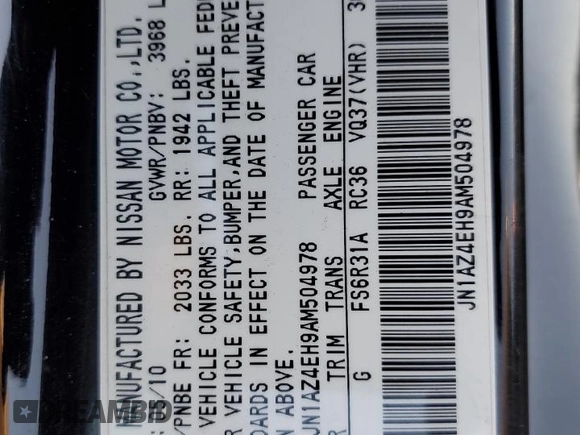 MANUFACTURED BY NISSAN MOTOR CO.,LTD.
/10 GVWR/PNBV: 3968 L
/PNBE FR: 2033 LBS. RR: 1942 LBS.
VEHICLE CONFORMS TO ALL APPLICABLE FED
VEHICLE SAFETY,BUMPER,AND THEFT PREVE
DARDS IN EFFECT ON THE DATE OF MANUFACT
N ABOVE.
JN1AZ4EH9AM504978 PASSENGER CAR
R TRIM TRANS AXLE ENGINE
G FS6R31A RC36 VQ37(VHR)
JN1AZ4EH9AM504978
DREAMBID